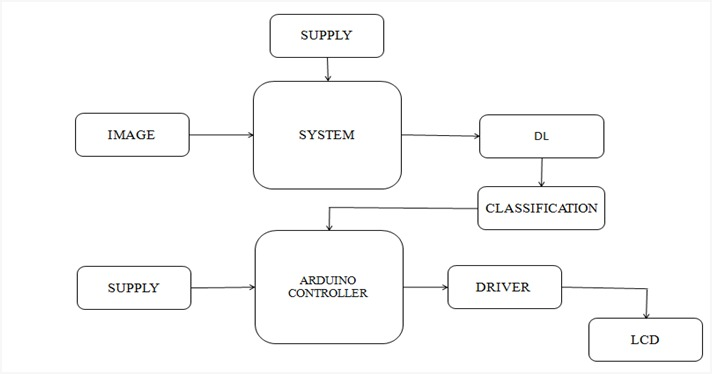 SUPPLY
IMAGE
SYSTEM
DL
CLASSIFICATION
SUPPLY
ARDUINO
CONTROLLER
DRIVER
LCD